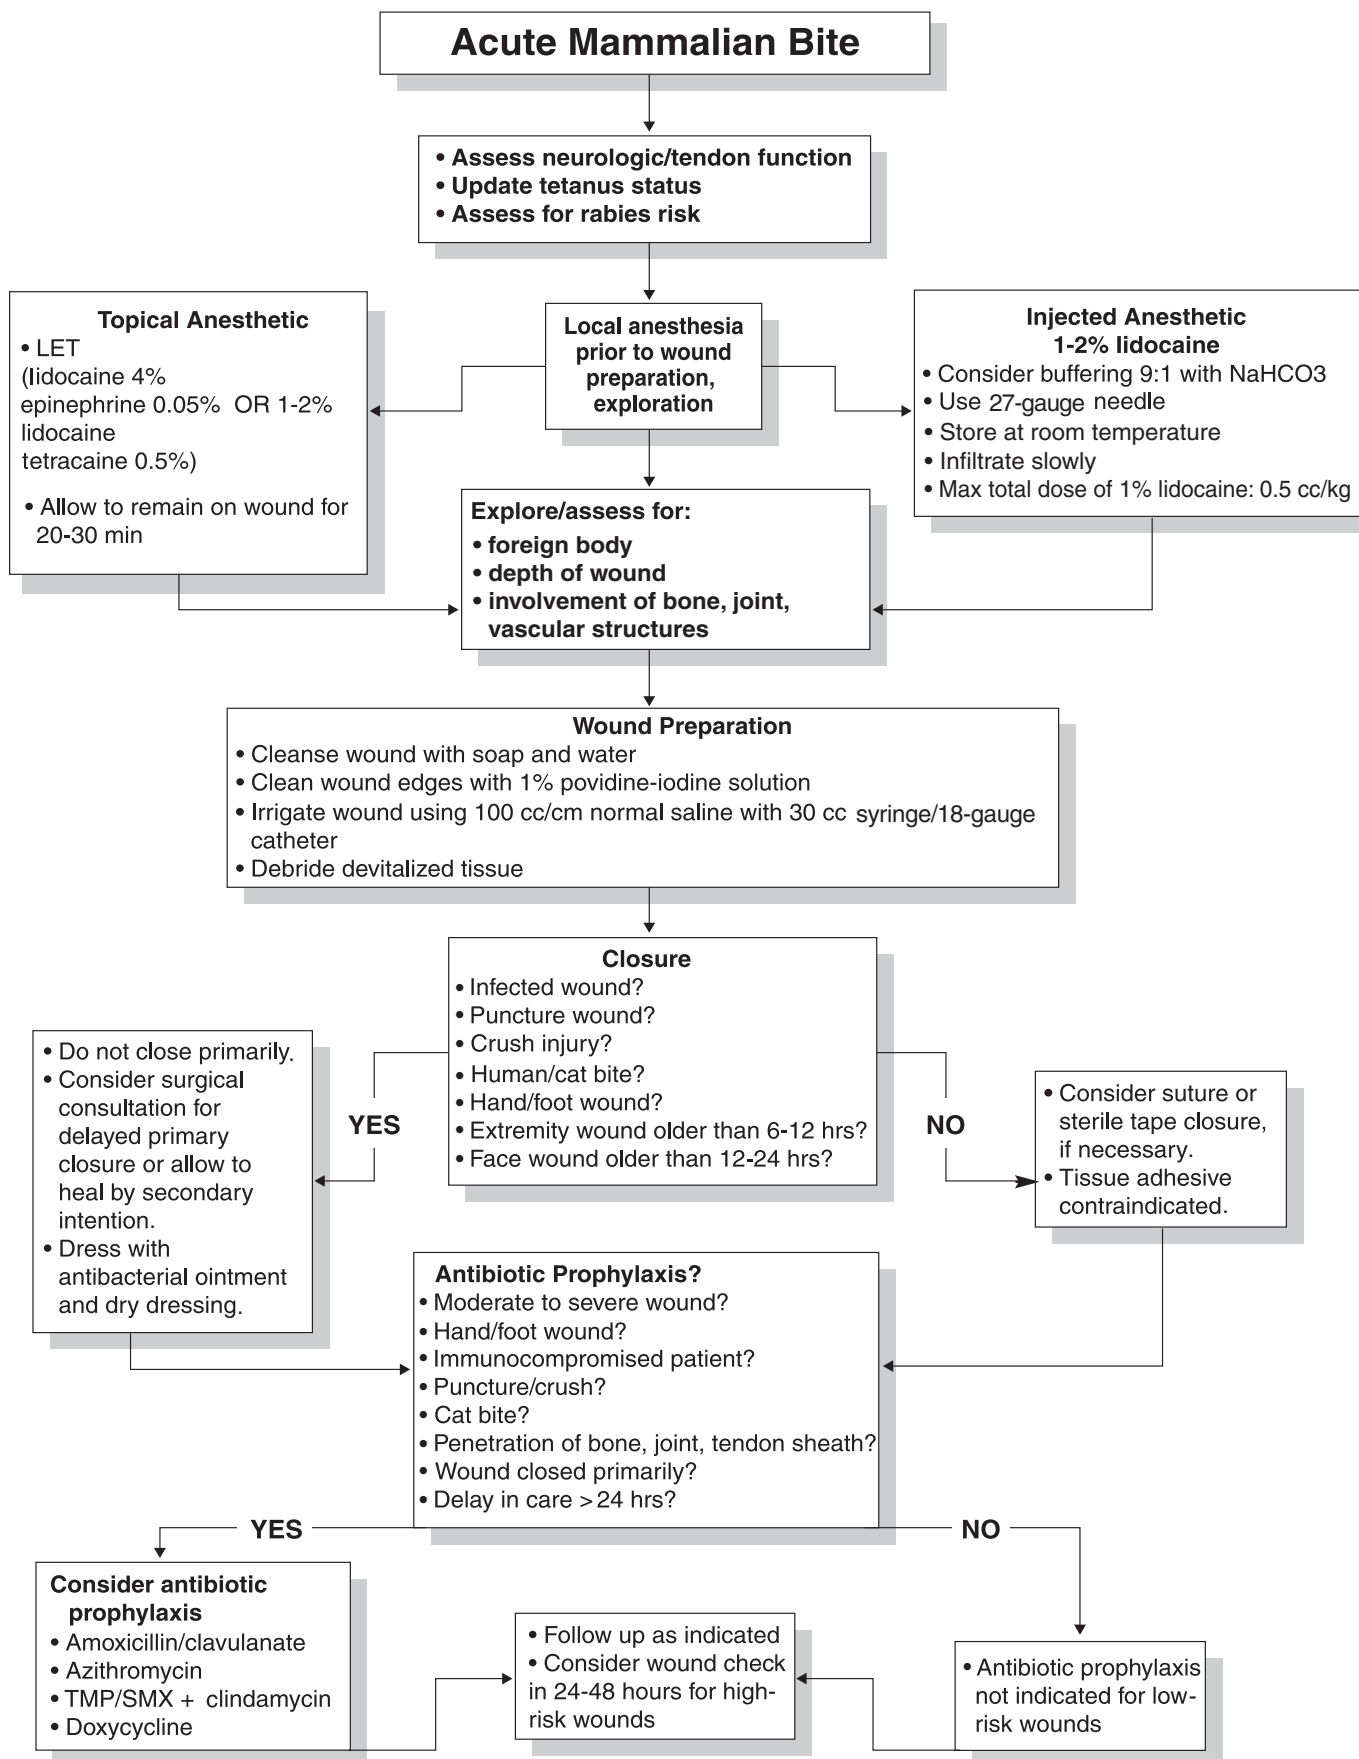 Acute Mammalian Bite
• Assess neurologic/tendon function
• Update tetanus status
• Assess for rabies risk
Topical Anesthetic
• LET
(lidocaine 4%
epinephrine 0.05% OR 1-2%
lidocaine
tetracaine 0.5%)
• Allow to remain on wound for
20-30 min
Local anesthesia
prior to wound
preparation,
exploration
Injected Anesthetic
1-2% lidocaine
• Consider buffering 9:1 with NaHCO3
• Use 27-gauge needle
• Store at room temperature
• Infiltrate slowly
• Max total dose of 1% lidocaine: 0.5 cc/kg
Explore/assess for:
• foreign body
• depth of wound
• involvement of bone, joint,
vascular structures
Wound Preparation
• Cleanse wound with soap and water
• Clean wound edges with 1% povidine-iodine solution
• Irrigate wound using 100 cc/cm normal saline with 30 cc syringe/18-gauge
catheter
• Debride devitalized tissue
Closure
• Infected wound?
• Puncture wound?
• Crush injury?
• Human/cat bite?
• Hand/foot wound?
• Extremity wound older than 6-12 hrs?
• Face wound older than 12-24 hrs?
YES
• Do not close primarily.
• Consider surgical
consultation for
delayed primary
closure or allow to
heal by secondary
intention.
• Dress with
antibacterial ointment
and dry dressing.
NO
• Consider suture or
sterile tape closure,
if necessary.
• Tissue adhesive
contraindicated.
Antibiotic Prophylaxis?
• Moderate to severe wound?
• Hand/foot wound?
• Immunocompromised patient?
• Puncture/crush?
• Cat bite?
• Penetration of bone, joint, tendon sheath?
• Wound closed primarily?
• Delay in care > 24 hrs?
YES
NO
Consider antibiotic
prophylaxis
• Amoxicillin/clavulanate
• Azithromycin
• TMP/SMX + clindamycin
• Doxycycline
• Follow up as indicated
• Consider wound check
in 24-48 hours for high-
risk wounds
• Antibiotic prophylaxis
not indicated for low-
risk wounds